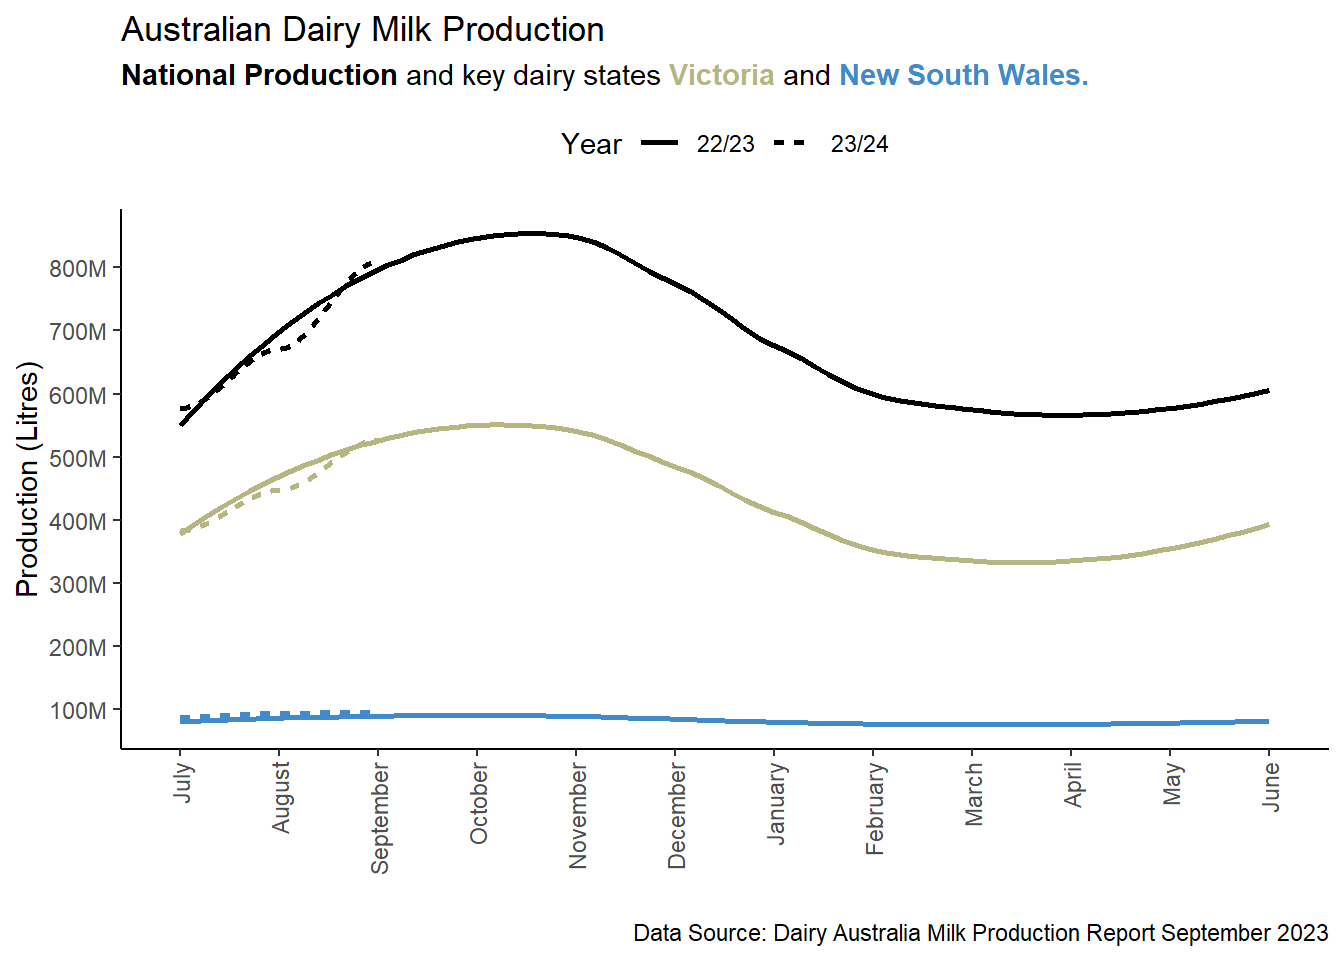 Australian Dairy Milk Production
National Production and key dairy states Victoria and New South Wales.
Year 22/23 23/24
Production (Litres)
800M
700M
600M
500M
400M
300M
200M
100M
July
August
September
October
November
December
January
February
March
April
May
June
Data Source: Dairy Australia Milk Production Report September 2023